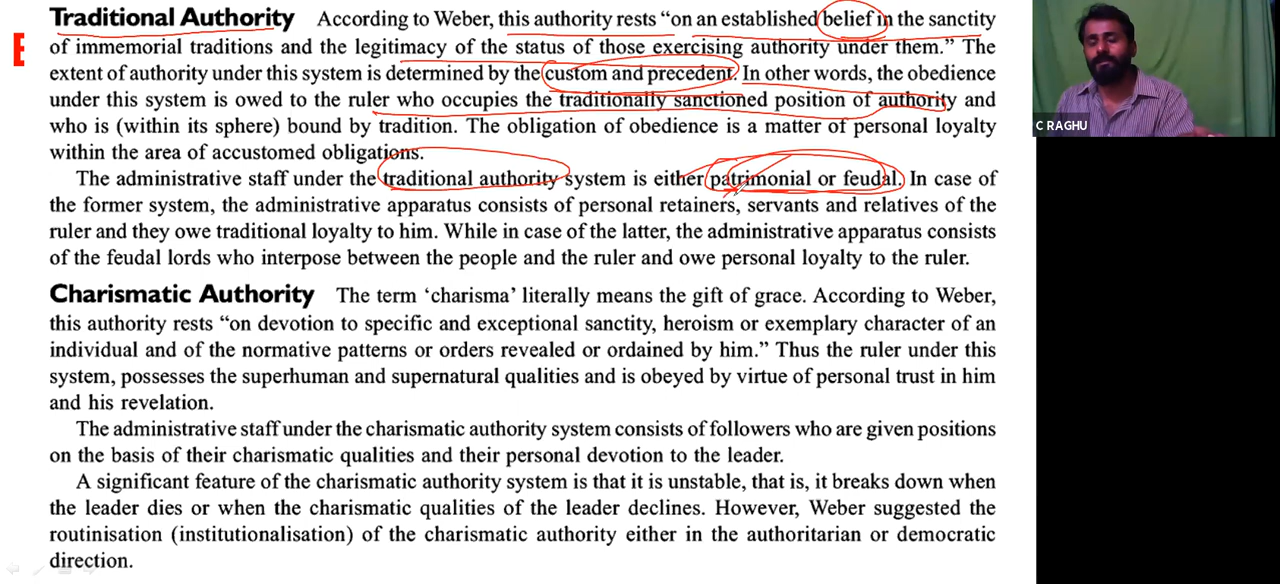 Traditional Authority According to Weber, this authority rests “on an established belief in the sanctity
of immemorial traditions and the legitimacy of the status of those exercising authority under them.” The
extent of authority under this system is determined by the custom and precedent. In other words, the obedience
under this system is owed to the ruler who occupies the traditionally sanctioned position of authority and
who is (within its sphere) bound by tradition. The obligation of obedience is a matter of personal loyalty
within the area of accustomed obligations.
The administrative staff under the traditional authority system is either patrimonial or feudal. In case of
the former system, the administrative apparatus consists of personal retainers, servants and relatives of the
ruler and they owe traditional loyalty to him. While in case of the latter, the administrative apparatus consists
of the feudal lords who interpose between the people and the ruler and owe personal loyalty to the ruler.
Charismatic Authority The term ‘charisma’ literally means the gift of grace. According to Weber,
this authority rests “on devotion to specific and exceptional sanctity, heroism or exemplary character of an
individual and of the normative patterns or orders revealed or ordained by him.” Thus the ruler under this
system, possesses the superhuman and supernatural qualities and is obeyed by virtue of personal trust in him
and his revelation.
The administrative staff under the charismatic authority system consists of followers who are given positions
on the basis of their charismatic qualities and their personal devotion to the leader.
A significant feature of the charismatic authority system is that it is unstable, that is, it breaks down when
the leader dies or when the charismatic qualities of the leader declines. However, Weber suggested the
routinisation (institutionalisation) of the charismatic authority either in the authoritarian or democratic
direction.
C RAGHU